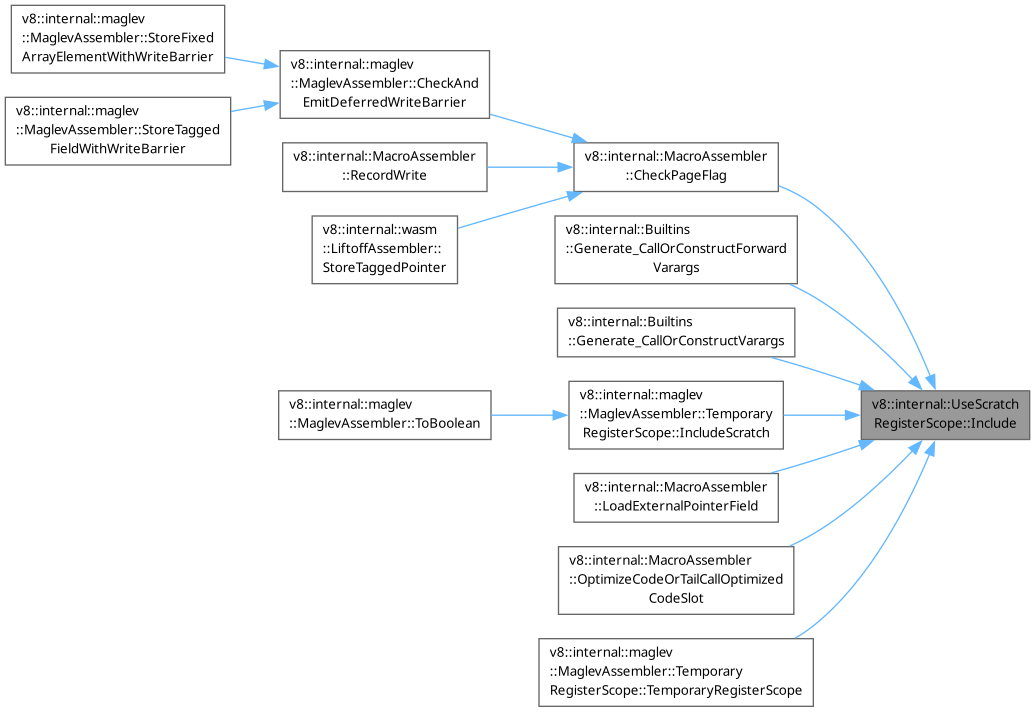 v8::internal::maglev
::MaglevAssembler::StoreFixed
ArrayElementWithWriteBarrier
v8::internal::maglev
::MaglevAssembler::StoreTagged
FieldWithWriteBarrier
v8::internal::maglev
::MaglevAssembler::CheckAnd
EmitDeferredWriteBarrier
v8::internal::MacroAssembler
::RecordWrite
v8::internal::wasm
::LiftoffAssembler::
StoreTaggedPointer
v8::internal::maglev
::MaglevAssembler::ToBoolean
v8::internal::MacroAssembler
::CheckPageFlag
v8::internal::Builtins
::Generate_CallOrConstructForward
Varargs
v8::internal::Builtins
::Generate_CallOrConstructVarargs
v8::internal::maglev
::MaglevAssembler::Temporary
RegisterScope::IncludeScratch
v8::internal::MacroAssembler
::LoadExternalPointerField
v8::internal::MacroAssembler
::OptimizeCodeOrTailCallOptimized
CodeSlot
v8::internal::maglev
::MaglevAssembler::Temporary
RegisterScope::TemporaryRegisterScope
v8::internal::UseScratch
RegisterScope::Include